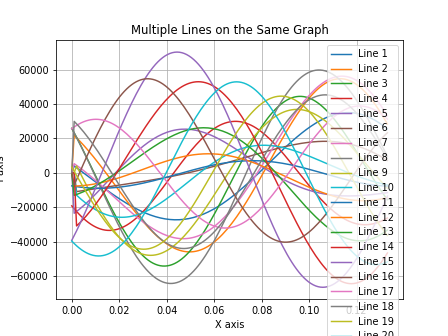 Multiple Lines on the Same Graph
60000
40000
20000
0
−20000
−40000
−60000
0.00
0.02
0.04
0.06
0.08
0.10
X axis
Line 1
Line 2
Line 3
Line 4
Line 5
Line 6
Line 7
Line 8
Line 9
Line 10
Line 11
Line 12
Line 13
Line 14
Line 15
Line 16
Line 17
Line 18
Line 19
Line 20